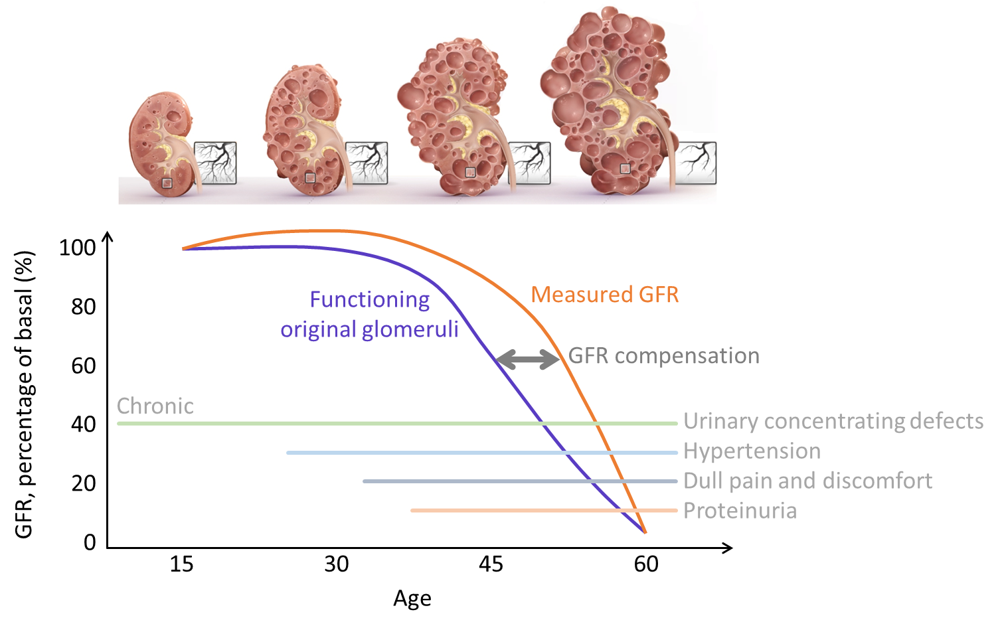 GFR, percentage of basal (%)
100
80
60
40
20
0
Functioning
original glomeruli
Measured GFR
GFR compensation
Chronic
Urinary concentrating defects
Hypertension
Dull pain and discomfort
Proteinuria
15 30 45 60
Age